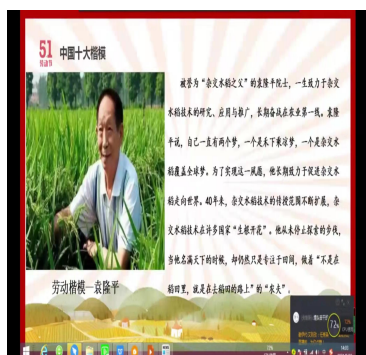 51
劳动节
中国十大楷模
被誉为“杂交水稻之父”的袁隆平院士，一生致力于杂交
水稻技术的研究、应用与推广，长期奋战在农业第一线。袁隆
平说，自己一直有两个梦，一个是禾下乘凉梦，一个是杂交水
稻覆盖全球梦。为了实现这一夙愿，他长期致力于促进杂交水
稻走向世界。40年来，杂交水稻技术的传授范围不断扩展，杂
交水稻技术在许多国家“生根开花”。他从未停止探索的步伐，
当他名满天下的时候，却仍然只是专注于田间，做着“不是在
稻田里，就是在去稻田的路上”的“农夫”。
劳动楷模—袁隆平
72%